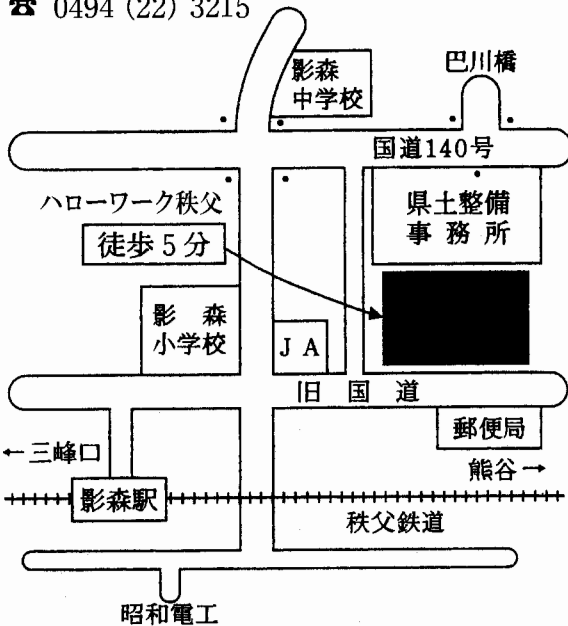 ☎ 0494 (22) 3215
影森
中学校
巴川橋
国道140号
ハローワーク秩父
徒歩5分
県土整備
事務所
影森
小学校
JA
旧国道
郵便局
←三峰口
熊谷→
影森駅
秩父鉄道
昭和電工